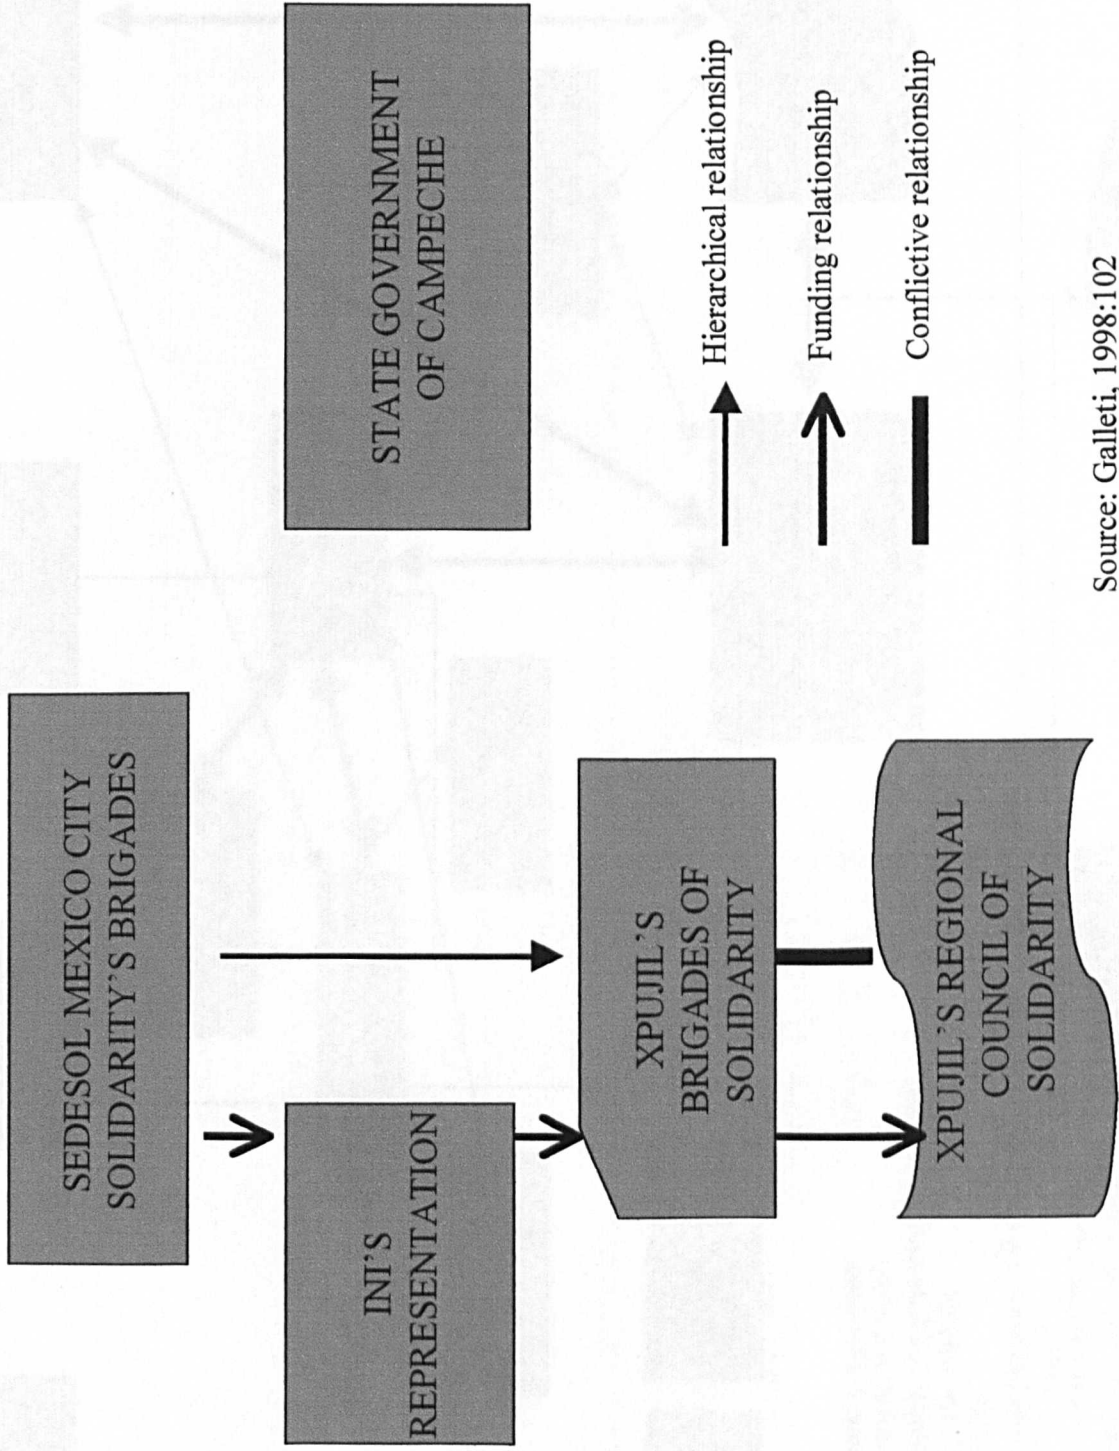 SEDESOL MEXICO CITY
SOLIDARITY'S BRIGADES
INI'S
REPRESENTATION
STATE GOVERNMENT
OF CAMPECHE
XPUJIL'S
BRIGADES OF
SOLIDARITY
XPUJIL'S REGIONAL
COUNCIL OF
SOLIDARITY
Hierarchical relationship
Funding relationship
Conflictive relationship
Source: Galleti, 1998:102